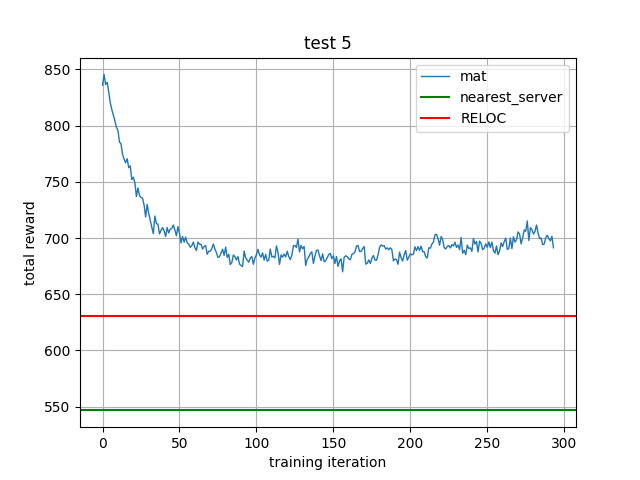 test 5
mat
nearest_server
RELOC
total reward
850
800
750
700
650
600
550
0 50 100 150 200 250 300
training iteration